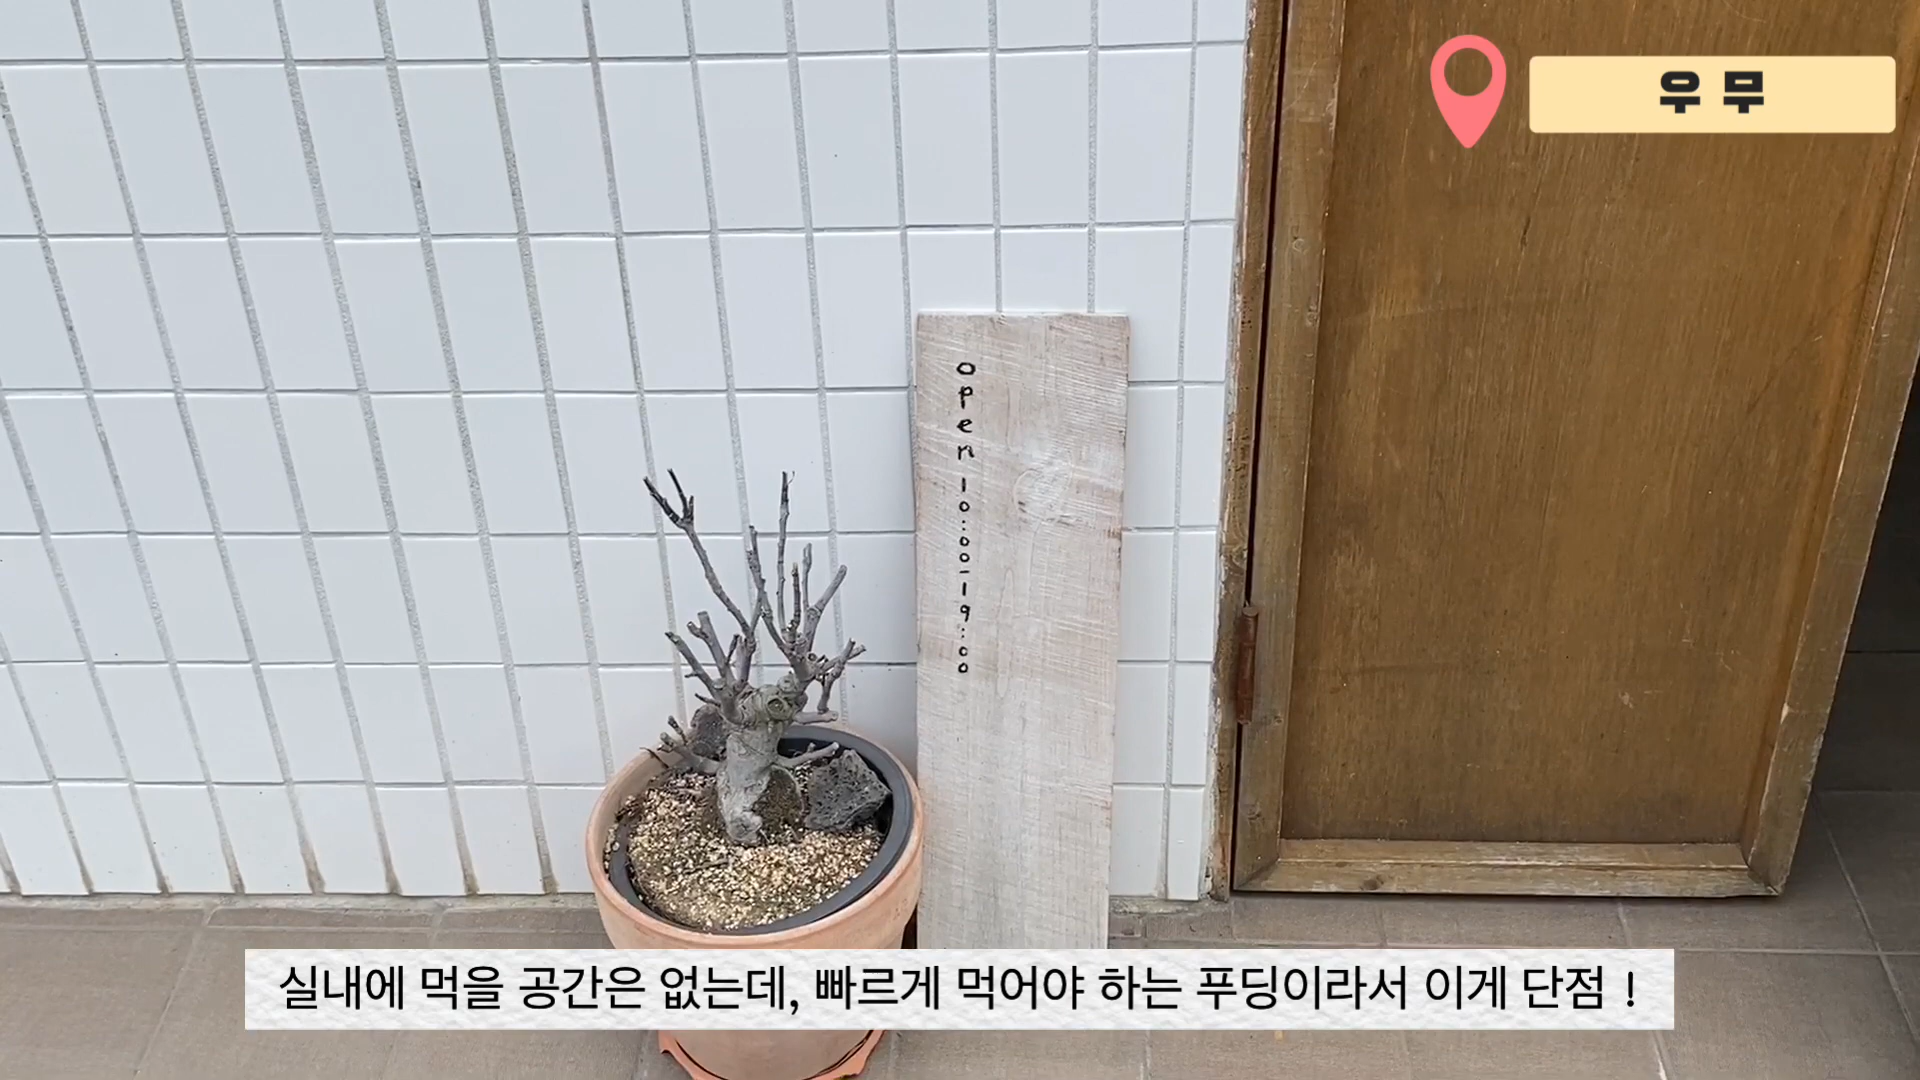 우무
open 10:00-19:00
실내에 먹을 공간은 없는데, 빠르게 먹어야 하는 푸딩이라서 이게 단점 !